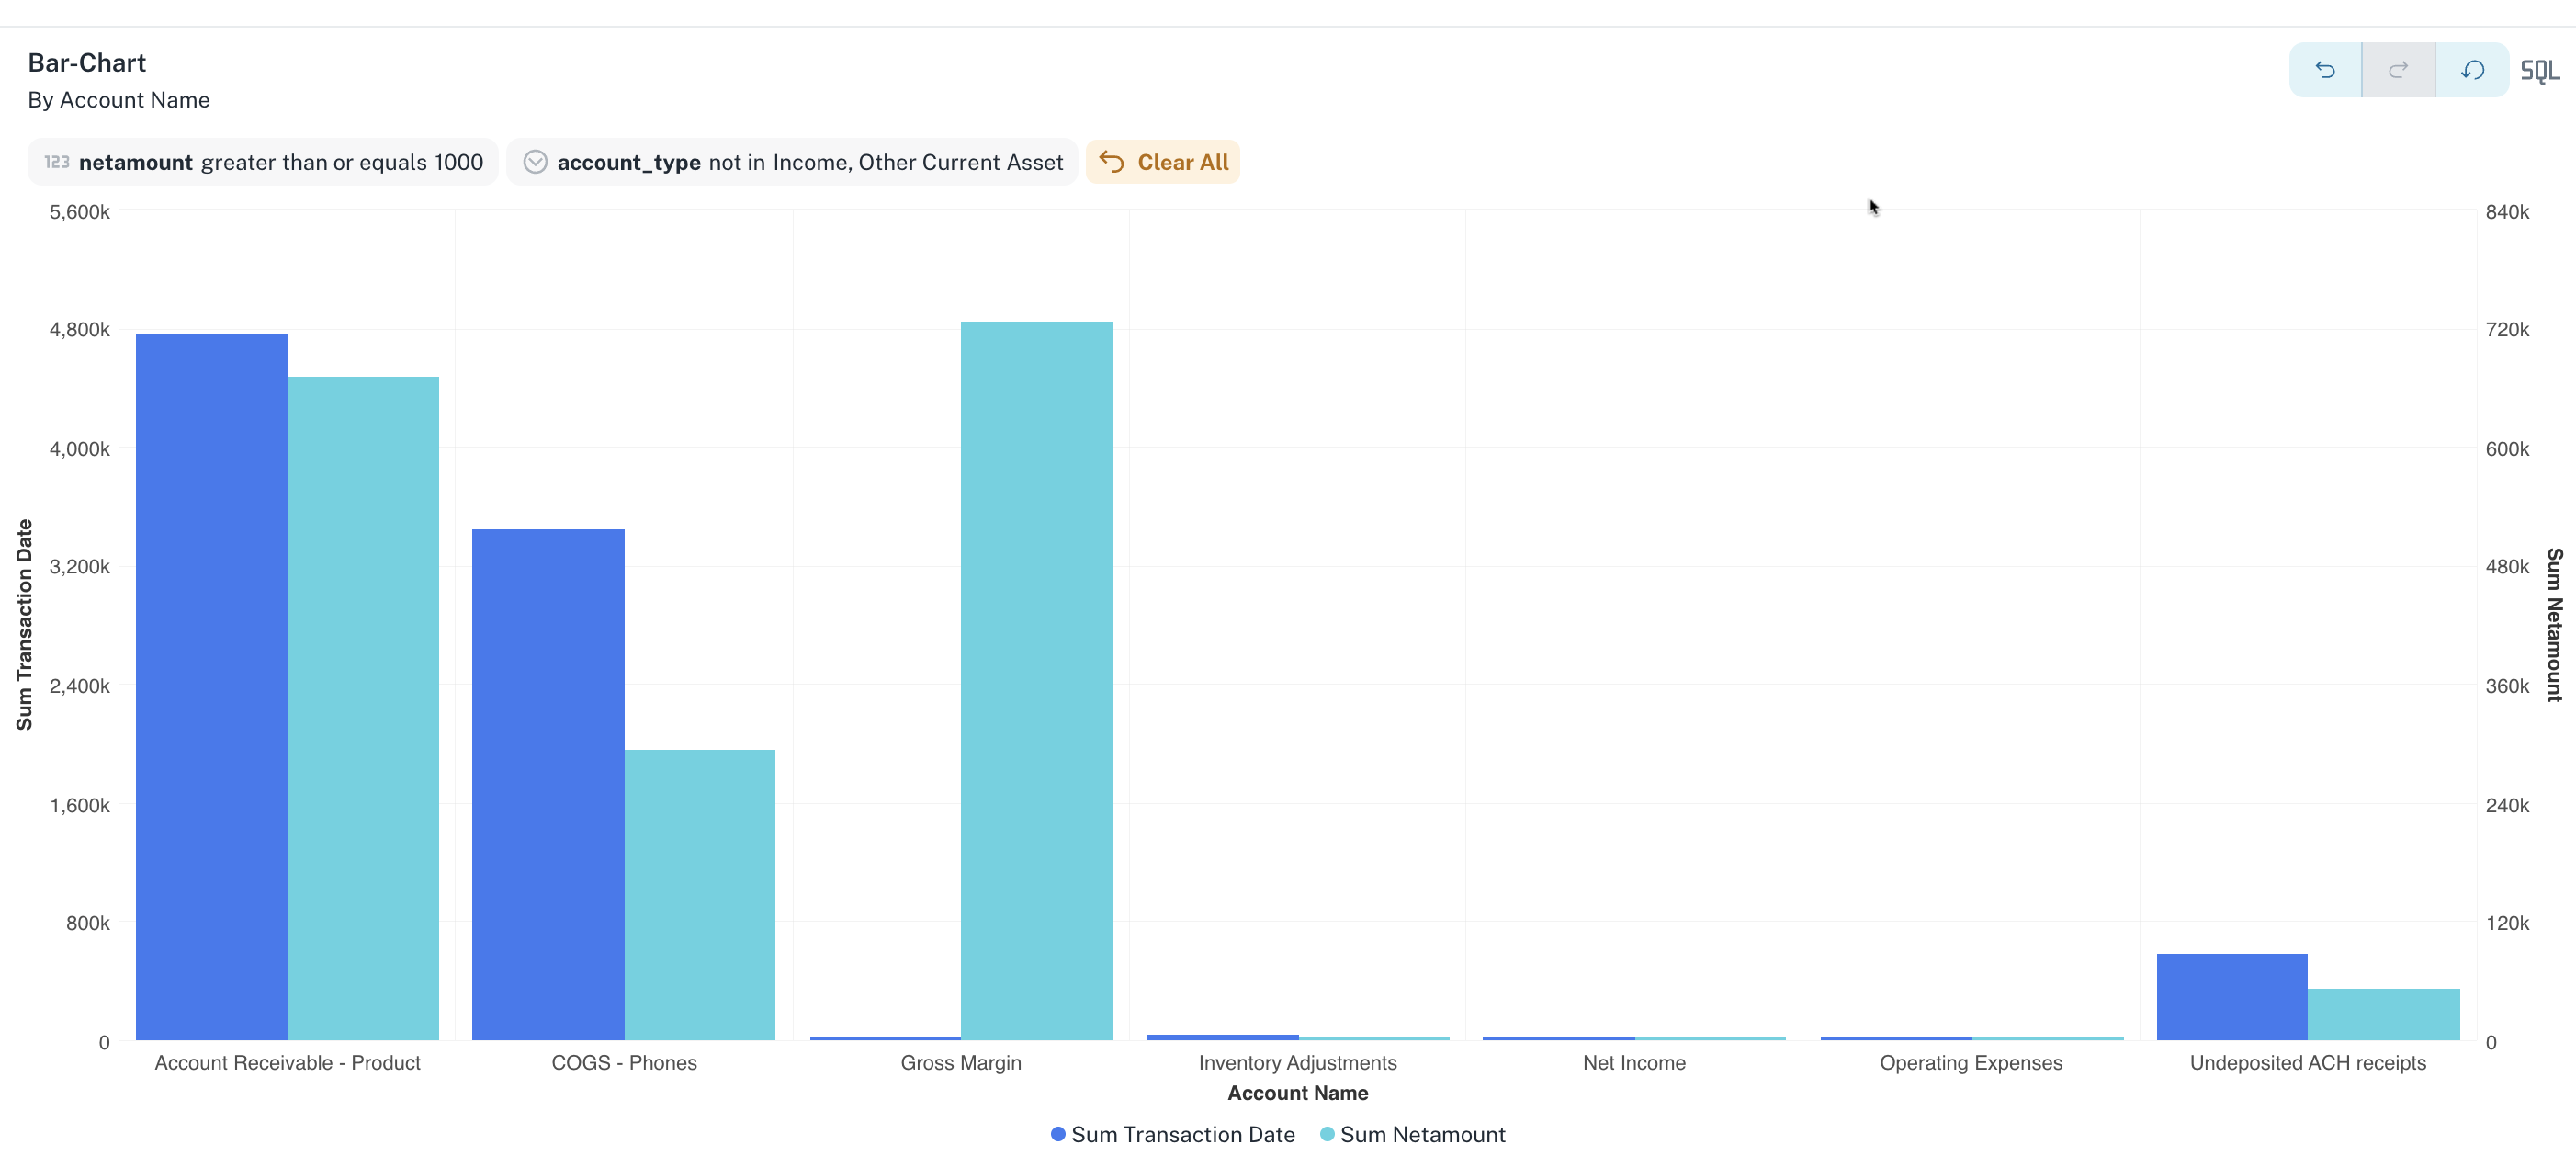 Bar-Chart
SQL
By Account Name
123 netamount greater than or equals 1000
account_type not in Income, Other Current Asset
Clear All
5,600k
4,800k
4,000k
3,200k
2,400k
1,600k
800k
0
Sum Transaction Date
840k
720k
600k
480k
360k
240k
120k
0
Sum Netamount
Account Receivable - Product
COGS - Phones
Gross Margin
Inventory Adjustments
Net Income
Operating Expenses
Undeposited ACH receipts
Account Name
Sum Transaction Date
Sum Netamount